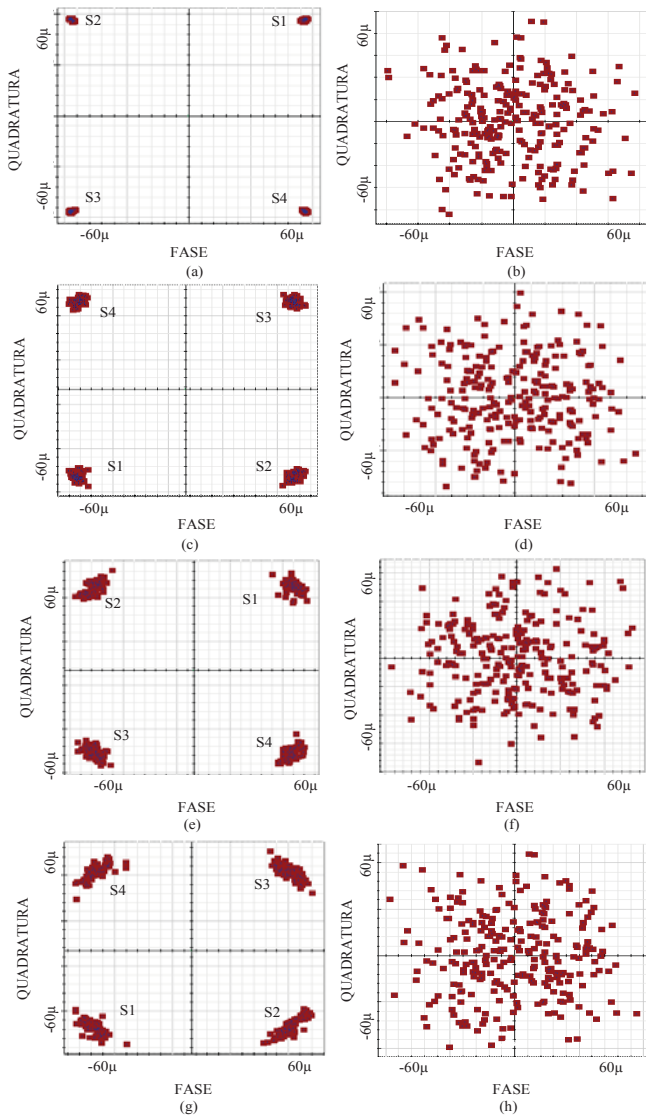 60µ
S2
S1
QUADRATURA
S3
S4
-60µ
-60µ
60µ
FASE
(a)
60µ
QUADRATURA
-60µ
-60µ
60µ
FASE
(b)
60µ
S4
S3
QUADRATURA
S1
S2
-60µ
-60µ
60µ
FASE
(c)
60µ
QUADRATURA
-60µ
-60µ
60µ
FASE
(d)
60µ
S2
S1
QUADRATURA
S3
S4
-60µ
-60µ
60µ
FASE
(e)
60µ
QUADRATURA
-60µ
-60µ
60µ
FASE
(f)
60µ
S4
S3
QUADRATURA
S1
S2
-60µ
-60µ
60µ
FASE
(g)
60µ
QUADRATURA
-60µ
-60µ
60µ
FASE
(h)